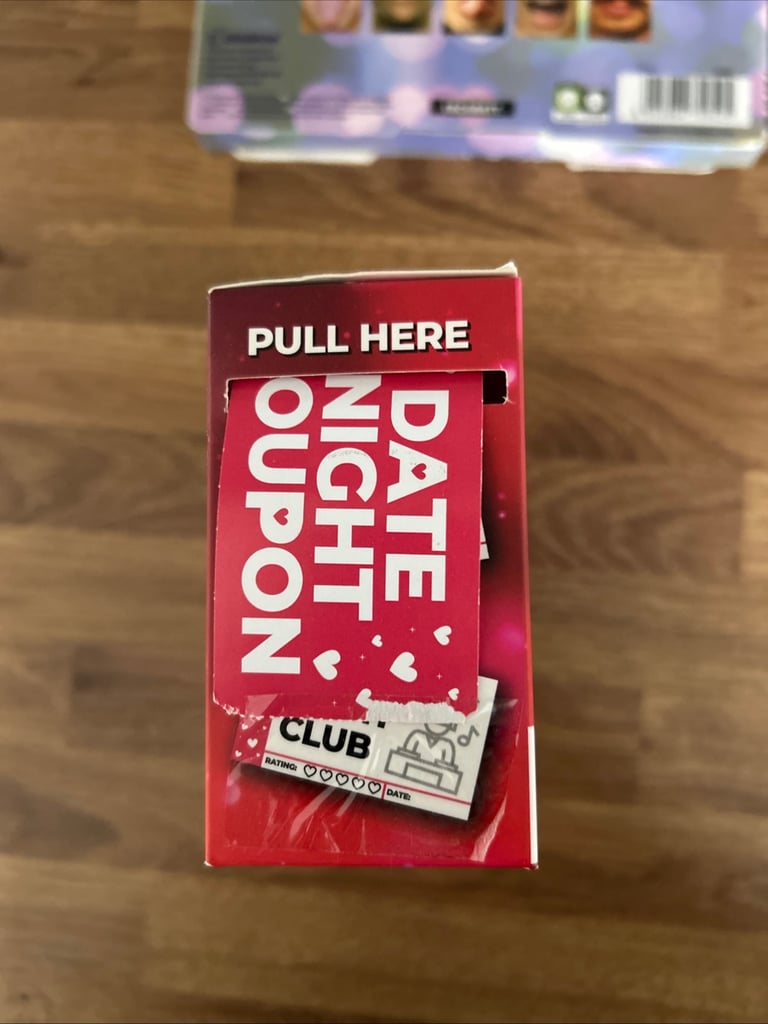 PULL HERE
DATE
NIGHT
OUPON
CLUB
RATING:
DATE: